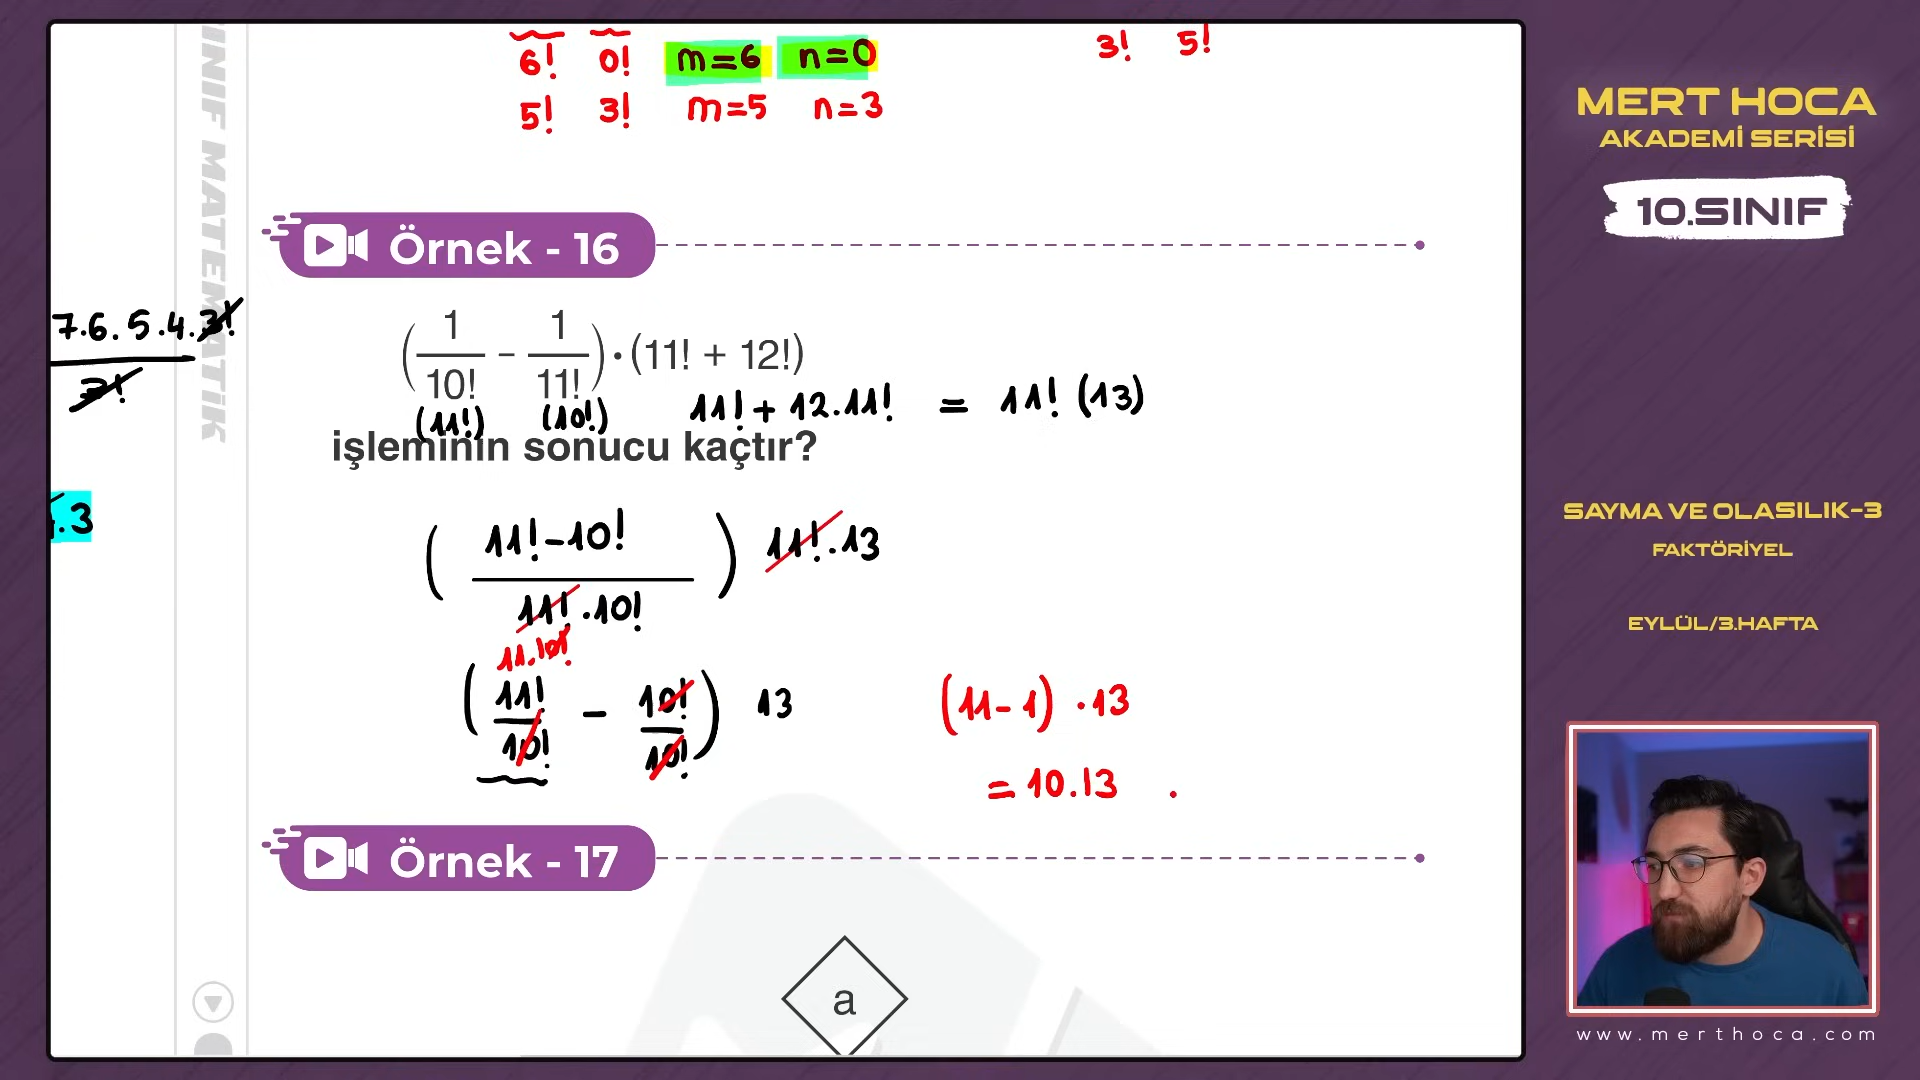 6! 0! m=6 n=0 3! 5!
5! 3! m=5 n=3
Örnek - 16
7.6.5.4.3!
3!
( 1/10! - 1/11! ) · (11! + 12!)
(11!) (10!) 11! + 12.11! = 11! (13)
işleminin sonucu kaçtır?
.3
( 11! - 10! / 11! . 10! ) 11! . 13
11.10!
( 11!/10! - 10!/10! ) 13 (11-1) . 13
= 10.13 .
Örnek - 17
a
INIF MATEMATİK
MERT HOCA
AKADEMİ SERİSİ
10.SINIF
SAYMA VE OLASILIK-3
FAKTÖRİYEL
EYLÜL/3.HAFTA
www.merthoca.com